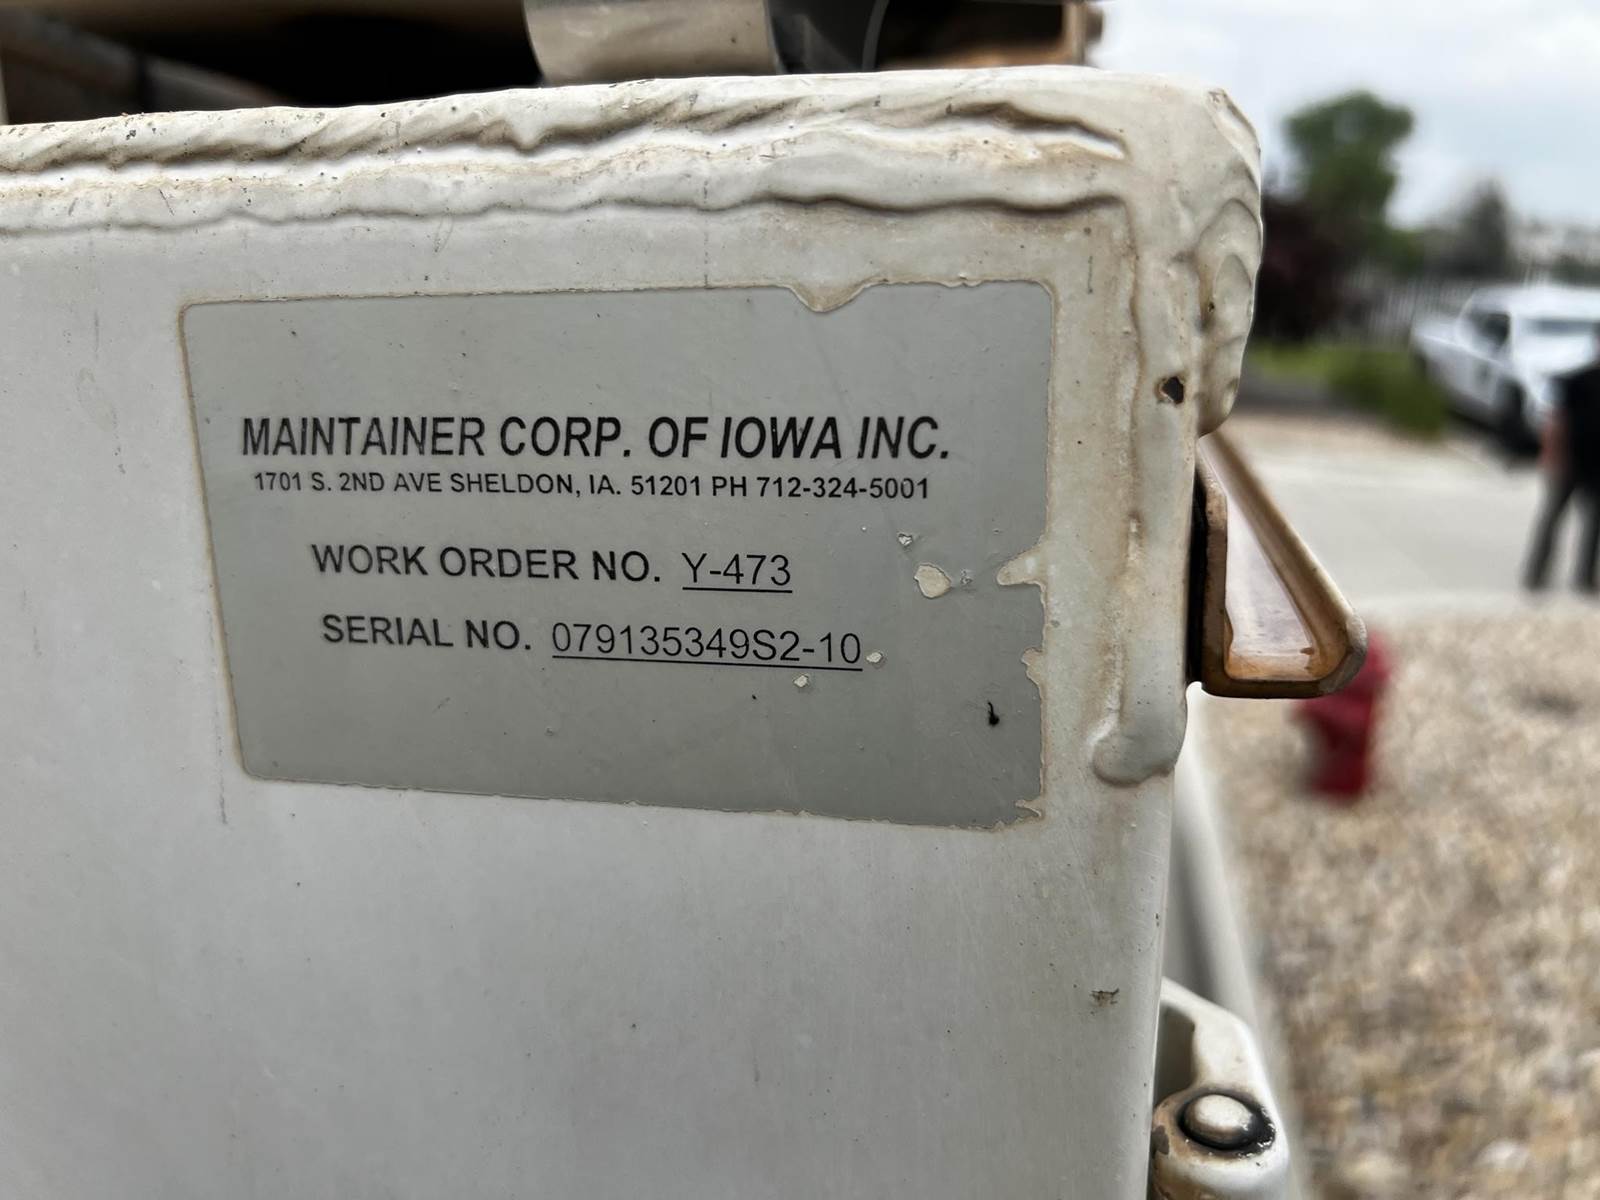 MAINTAINER CORP. OF IOWA INC.
1701 S. 2ND AVE SHELDON, IA. 51201 PH 712-324-5001
WORK ORDER NO. Y-473
SERIAL NO. 079135349S2-10